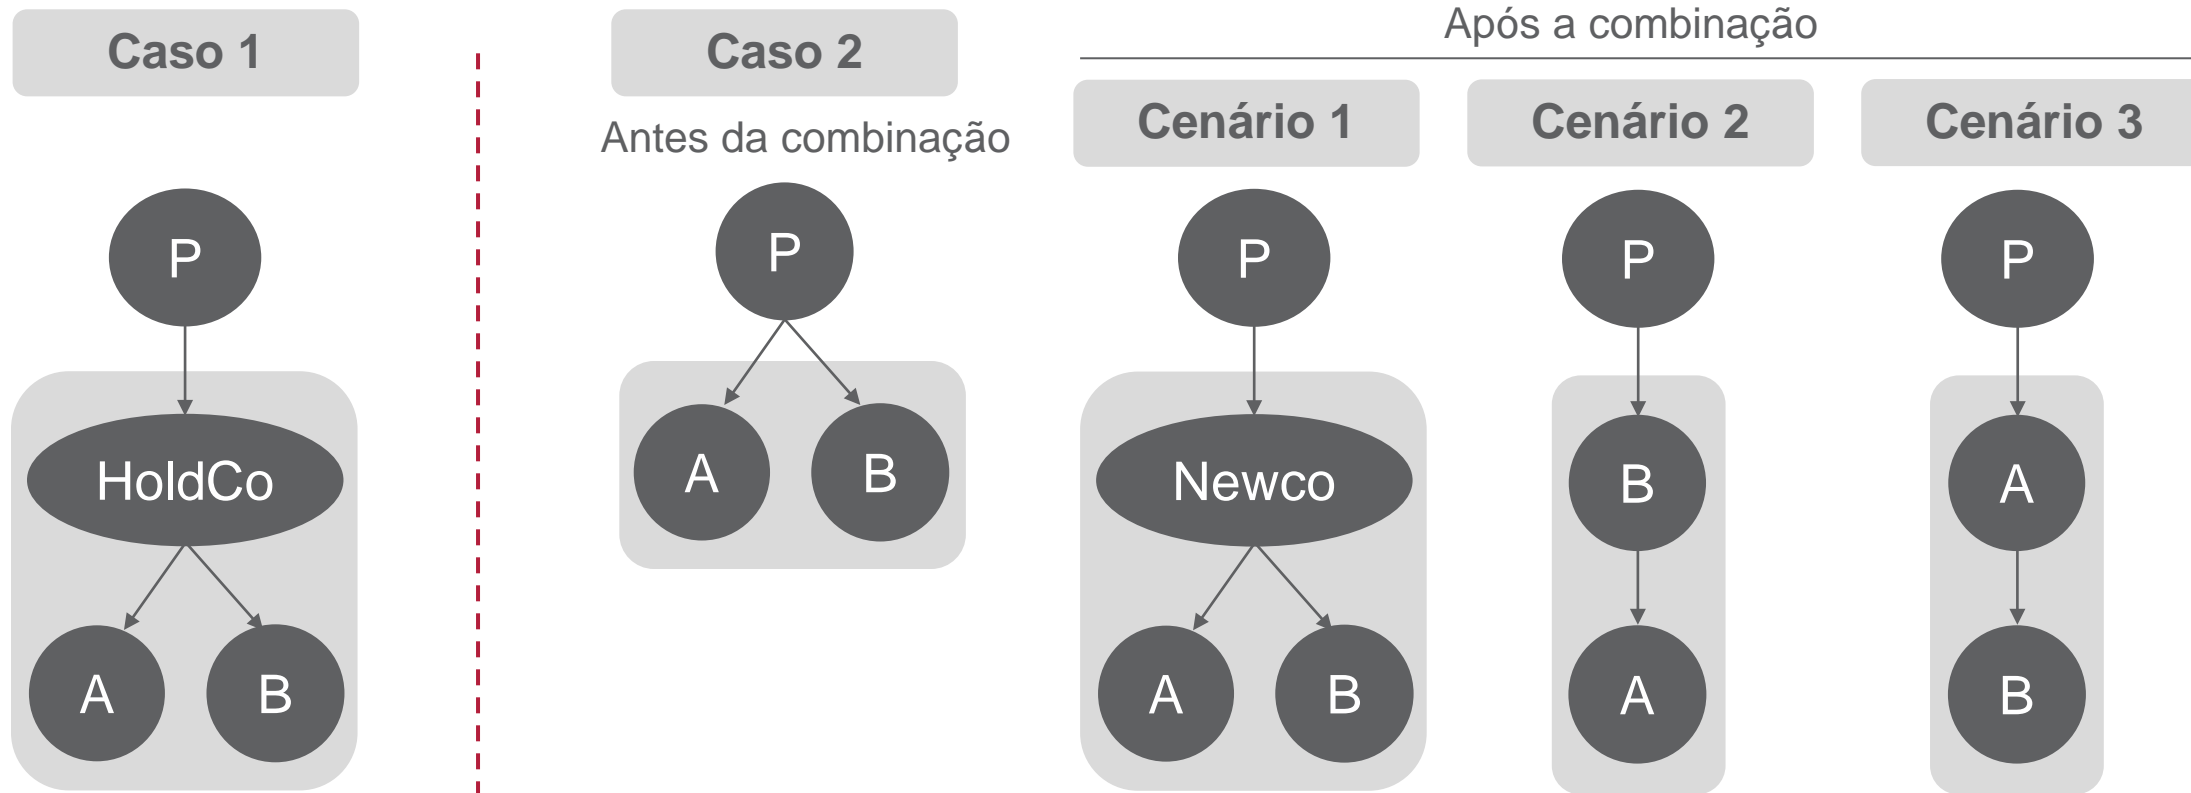 Caso 1
P
HoldCo
A
B
Caso 2
Antes da combinação
P
A
B
Após a combinação
Cenário 1
P
Newco
A
B
Cenário 2
P
B
A
Cenário 3
P
A
B